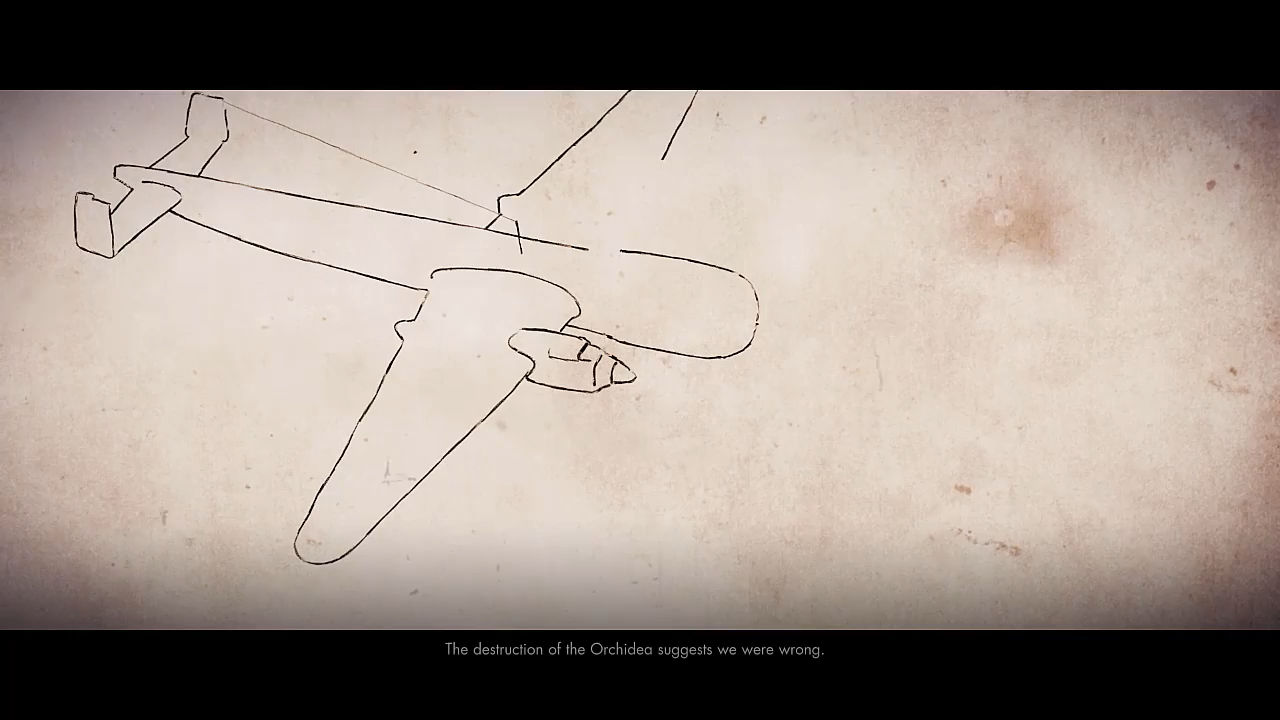 The destruction of the Orchidea suggests we were wrong.